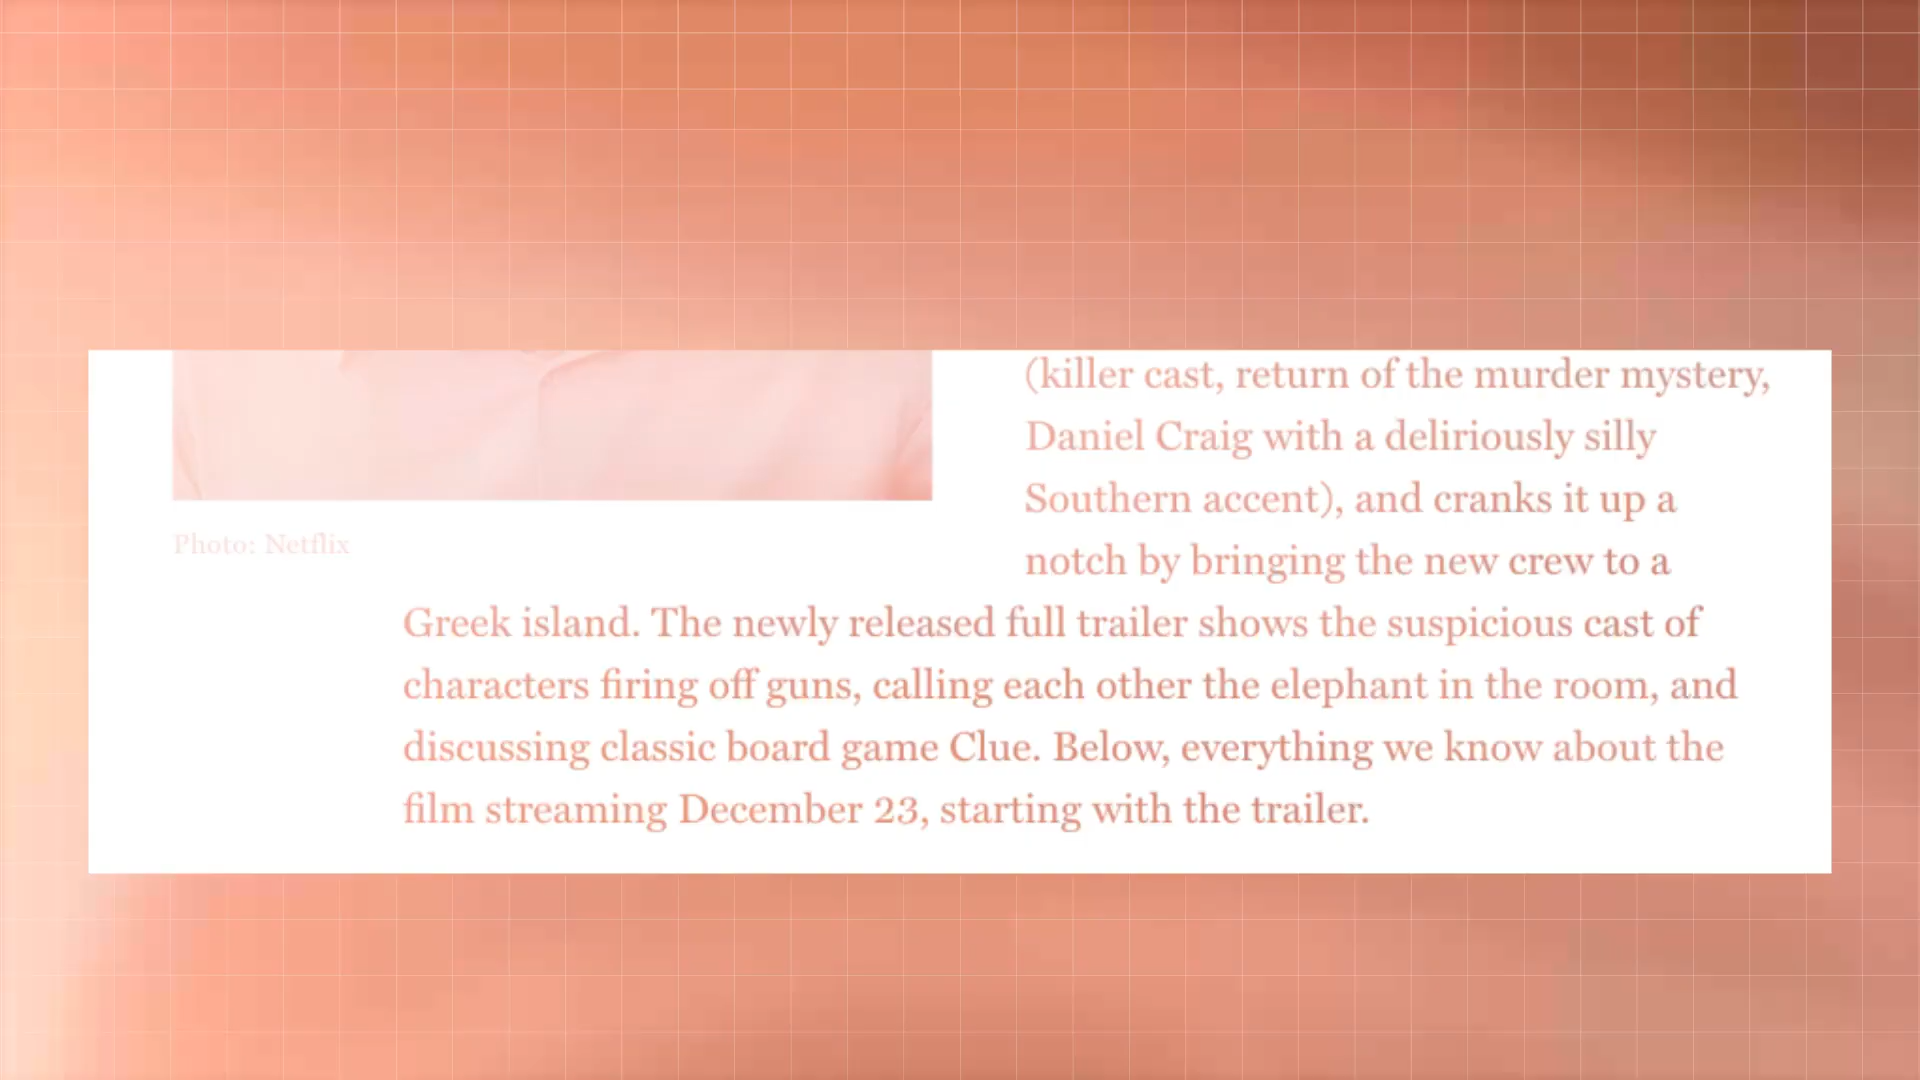 (killer cast, return of the murder mystery,
Daniel Craig with a deliriously silly
Southern accent), and cranks it up a
notch by bringing the new crew to a
Photo: Netflix
Greek island. The newly released full trailer shows the suspicious cast of
characters firing off guns, calling each other the elephant in the room, and
discussing classic board game Clue. Below, everything we know about the
film streaming December 23, starting with the trailer.